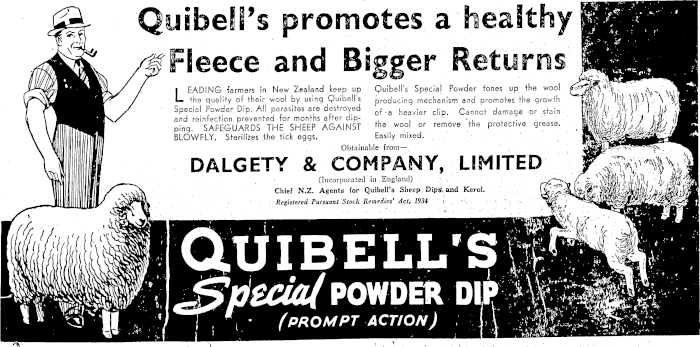 Quibell's promotes a healthy
Fleece and Bigger Returns
LEADING farmers in New Zealand keep up
the quality of their wool by using Quibell's
Special Powder Dip. All parasites are destroyed
and reinfection prevented for months after dip-
ping. SAFEGUARDS THE SHEEP AGAINST
BLOWFLY. Sterilizes the tick eggs.
Quibell's Special Powder tones up the wool
producing mechanism and promotes the growth
of a heavier clip. Cannot damage or stain
the wool or remove the protective grease.
Easily mixed.
Obtainable from—
DALGETY & COMPANY, LIMITED
(Incorporated in England)
Chief N.Z. Agents for Quibell's Sheep Dips and Kerol.
Registered Pursuant Stock Remedies' Act, 1934
QUIBELL'S
Special POWDER DIP
(PROMPT ACTION)